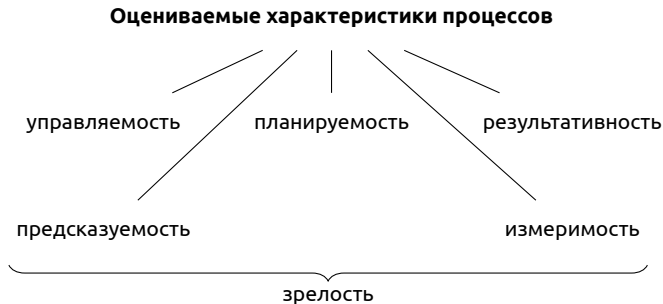 Оцениваемые характеристики процессов
управляемость планируемость результативность
предсказуемость измеримость
зрелость